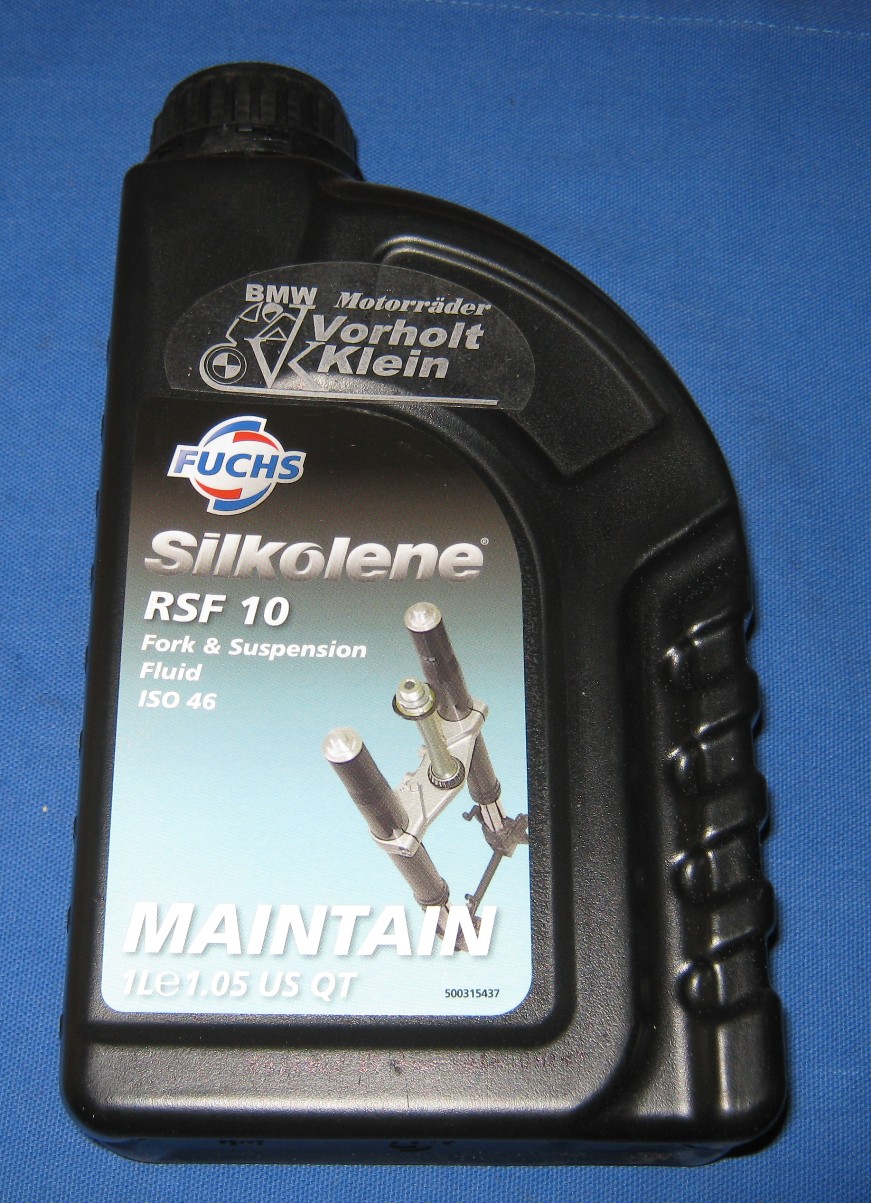 BMW Motorräder
Vorholt
Klein
FUCHS
Silkolene®
RSF 10
Fork & Suspension
Fluid
ISO 46
MAINTAIN
1L℮1.05 US QT
500315437